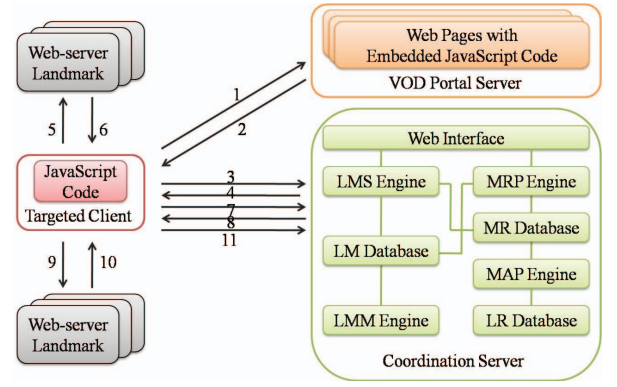 Web-server
Landmark
Web Pages with
Embedded JavaScript Code
VOD Portal Server
1
2
5
6
Web Interface
JavaScript
Code
Targeted Client
3
4
7
8
11
LMS Engine
MRP Engine
MR Database
LM Database
MAP Engine
LMM Engine
LR Database
Coordination Server
9
10
Web-server
Landmark